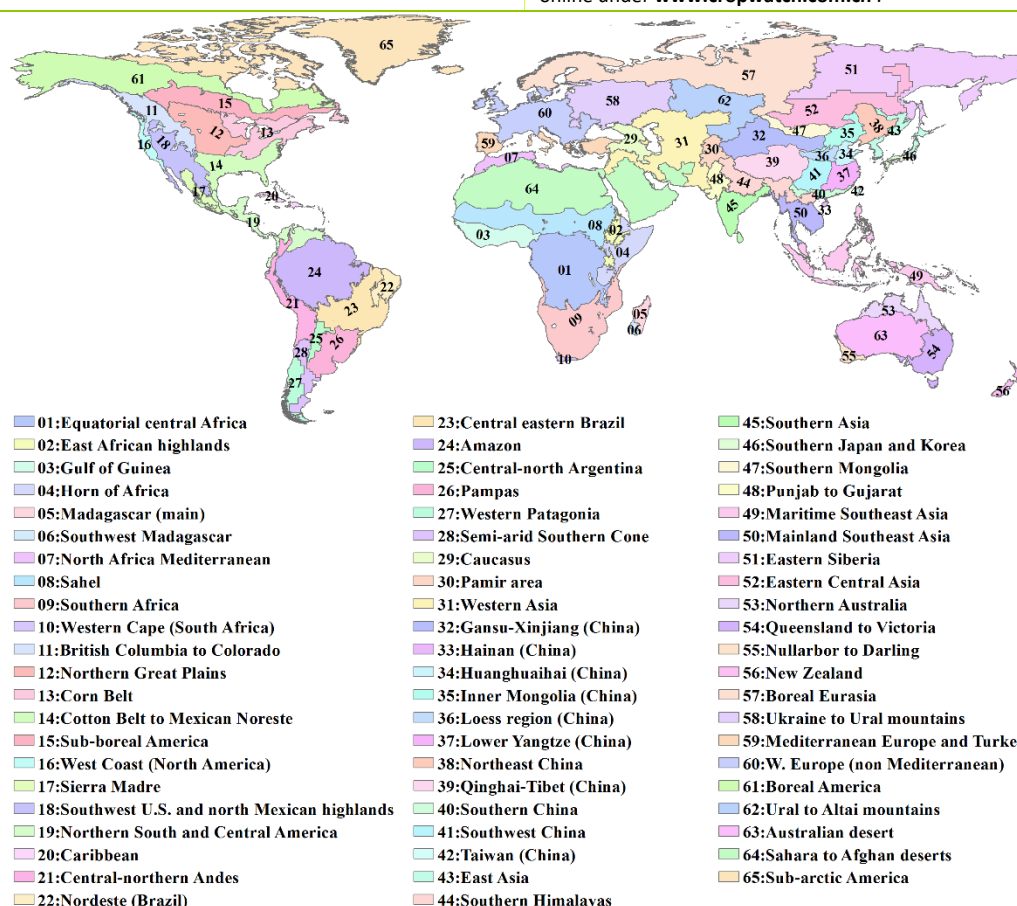 65
61
57
51
15
11
58
62
60
52
12
13
47
38
43
32
35
16
18
59
29
31
30
36
34
46
14
07
39
41
37
48
44
17
64
40
42
20
45
33
50
19
08
02
03
04
49
01
24
22
21
23
09
05
06
53
63
25
26
10
54
55
28
27
56
01:Equatorial central Africa
02:East African highlands
03:Gulf of Guinea
04:Horn of Africa
05:Madagascar (main)
06:Southwest Madagascar
07:North Africa Mediterranean
08:Sahel
09:Southern Africa
10:Western Cape (South Africa)
11:British Columbia to Colorado
12:Northern Great Plains
13:Corn Belt
14:Cotton Belt to Mexican Noreste
15:Sub-boreal America
16:West Coast (North America)
17:Sierra Madre
18:Southwest U.S. and north Mexican highlands
19:Northern South and Central America
20:Caribbean
21:Central-northern Andes
22:Nordeste (Brazil)
23:Central eastern Brazil
24:Amazon
25:Central-north Argentina
26:Pampas
27:Western Patagonia
28:Semi-arid Southern Cone
29:Caucasus
30:Pamir area
31:Western Asia
32:Gansu-Xinjiang (China)
33:Hainan (China)
34:Huanghuaihai (China)
35:Inner Mongolia (China)
36:Loess region (China)
37:Lower Yangtze (China)
38:Northeast China
39:Qinghai-Tibet (China)
40:Southern China
41:Southwest China
42:Taiwan (China)
43:East Asia
44:Southern Himalayas
45:Southern Asia
46:Southern Japan and Korea
47:Southern Mongolia
48:Punjab to Gujarat
49:Maritime Southeast Asia
50:Mainland Southeast Asia
51:Eastern Siberia
52:Eastern Central Asia
53:Northern Australia
54:Queensland to Victoria
55:Nullarbor to Darling
56:New Zealand
57:Boreal Eurasia
58:Ukraine to Ural mountains
59:Mediterranean Europe and Turke
60:W. Europe (non Mediterranean)
61:Boreal America
62:Ural to Altai mountains
63:Australian desert
64:Sahara to Afghan deserts
65:Sub-arctic America